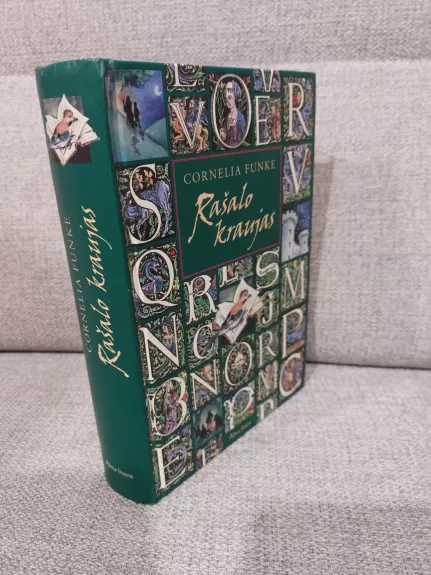 CORNELIA FUNKE
Rašalo
kraujas
CORNELIA FUNKE
Rašalo kraujas